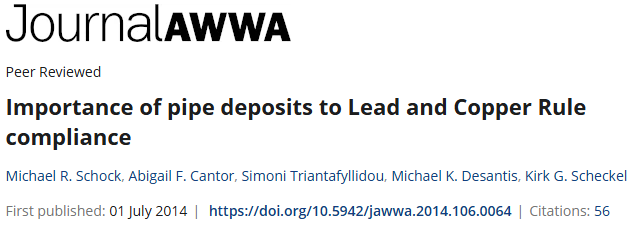 JournalAWWA
Peer Reviewed
Importance of pipe deposits to Lead and Copper Rule
compliance
Michael R. Schock, Abigail F. Cantor, Simoni Triantafyllidou, Michael K. Desantis, Kirk G. Scheckel
First published: 01 July 2014 | https://doi.org/10.5942/jawwa.2014.106.0064 | Citations: 56